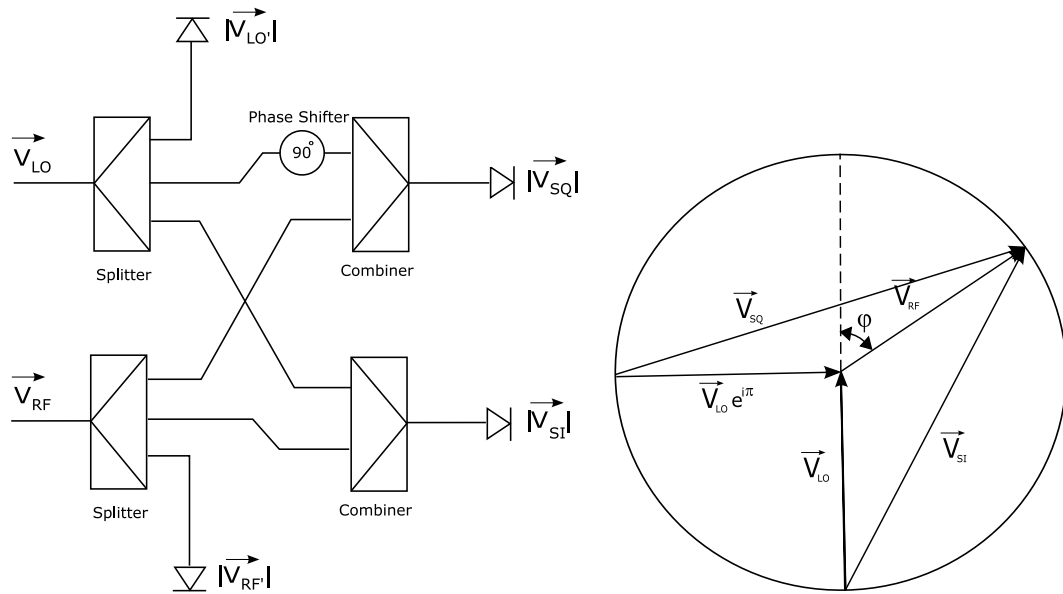 |V_LO'|
Phase Shifter
90°
V_LO
|V_SQ|
Splitter
Combiner
V_RF
|V_SI|
Splitter
Combiner
|V_RF'|
V_SQ
V_RF
φ
V_LO e^iπ
V_LO
V_SI